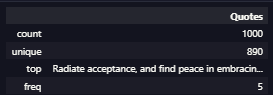 Quotes
count 1000
unique 890
top Radiate acceptance, and find peace in embracin...
freq 5